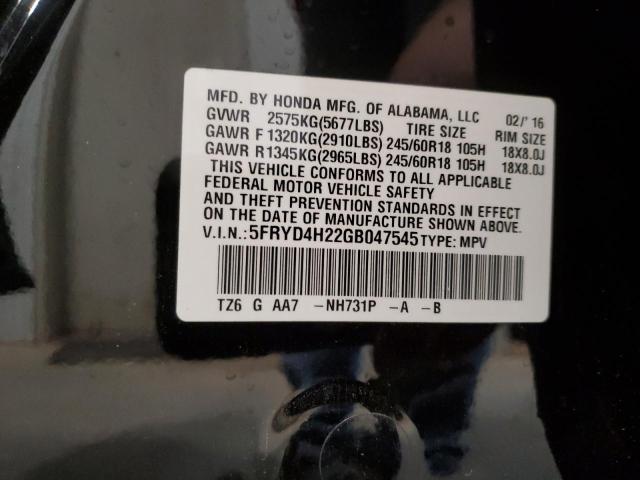 MFD. BY HONDA MFG. OF ALABAMA, LLC 02/'16
GVWR 2575KG(5677LBS) TIRE SIZE RIM SIZE
GAWR F 1320KG(2910LBS) 245/60R18 105H 18X8.0J
GAWR R1345KG(2965LBS) 245/60R18 105H 18X8.0J
THIS VEHICLE CONFORMS TO ALL APPLICABLE
FEDERAL MOTOR VEHICLE SAFETY
AND THEFT PREVENTION STANDARDS IN EFFECT
ON THE DATE OF MANUFACTURE SHOWN ABOVE.
V.I.N.:5FRYD4H22GB047545 TYPE: MPV
TZ6 G AA7 -NH731P -A -B